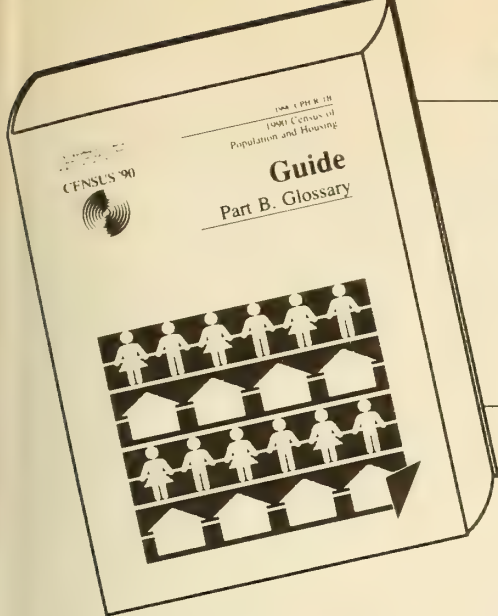 1990 Census of
Population and Housing
Guide
Part B. Glossary
CENSUS '90